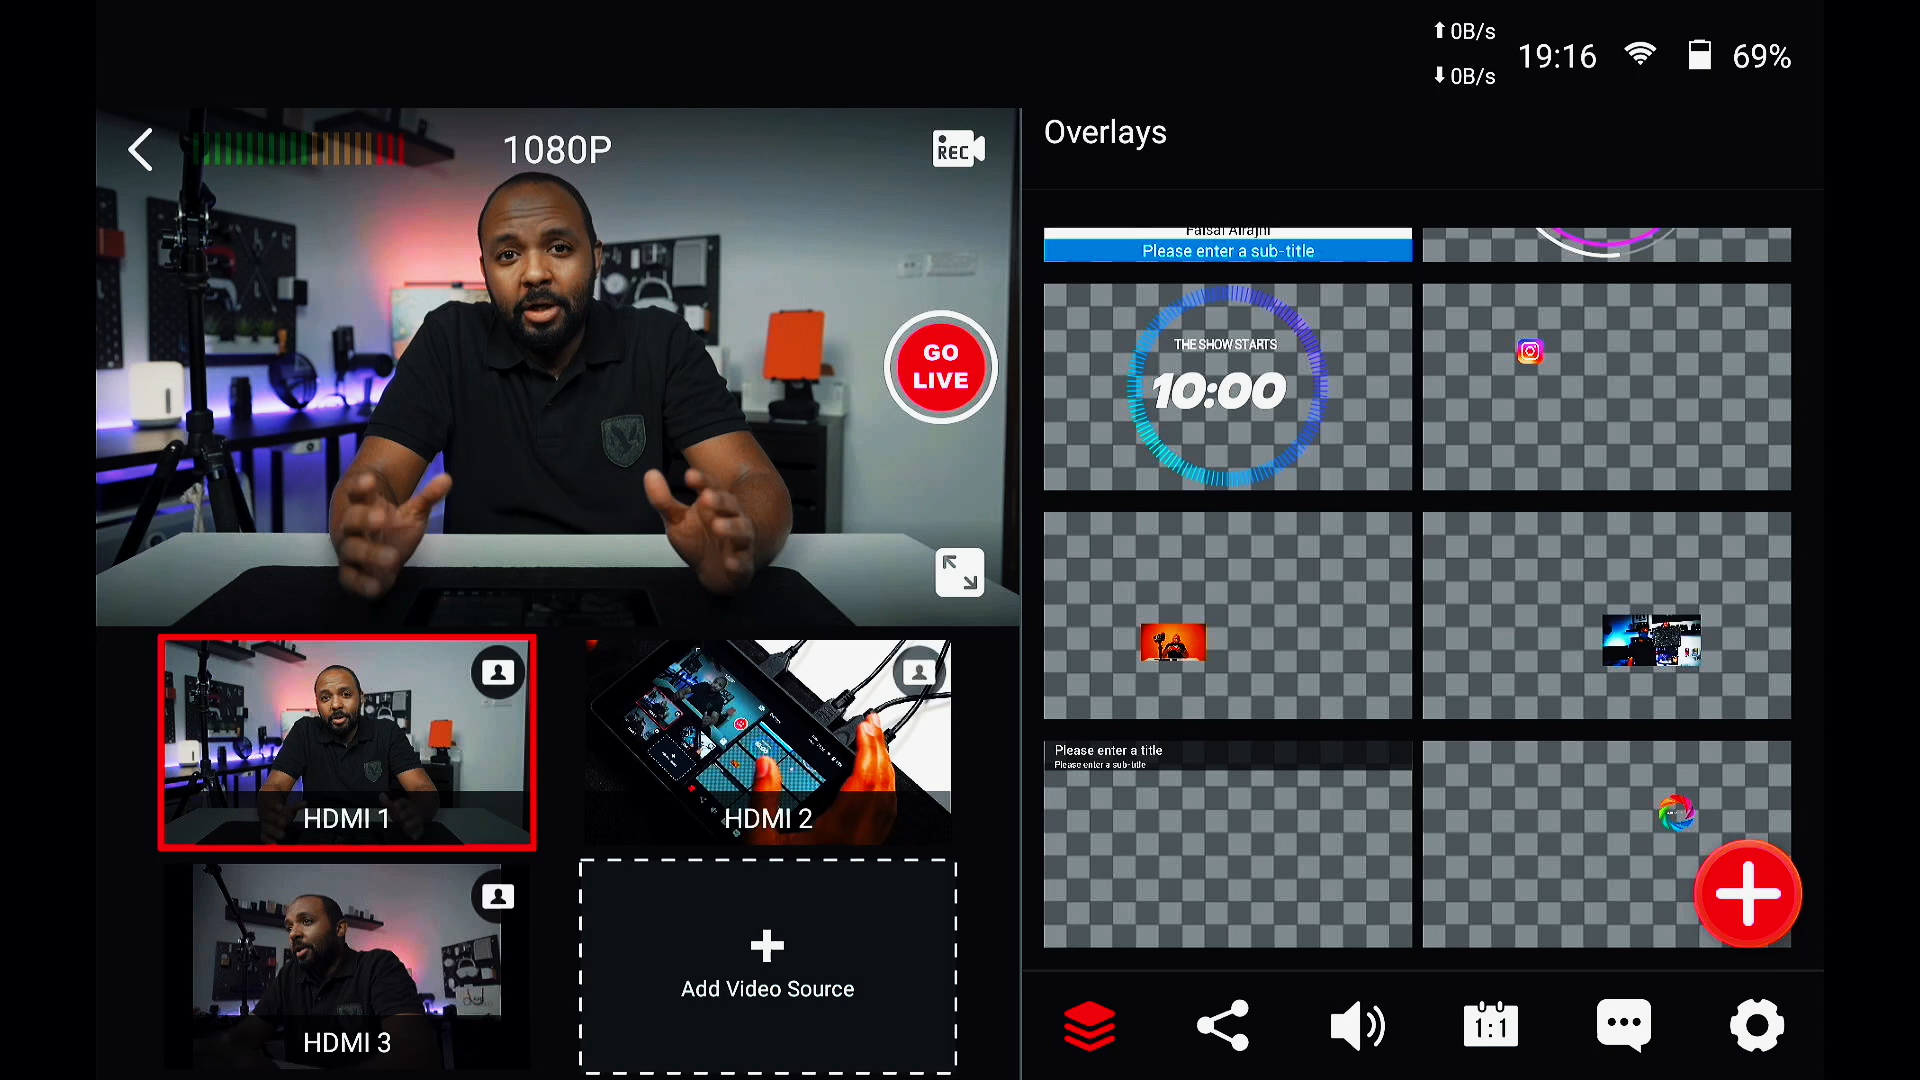 ↑ 0B/s
↓ 0B/s
19:16
69%
1080P
REC
GO
LIVE
HDMI 1
HDMI 2
HDMI 3
Add Video Source
Overlays
Faisal Alrajhi
Please enter a sub-title
THE SHOW STARTS
10:00
Please enter a title
Please enter a sub-title
1:1